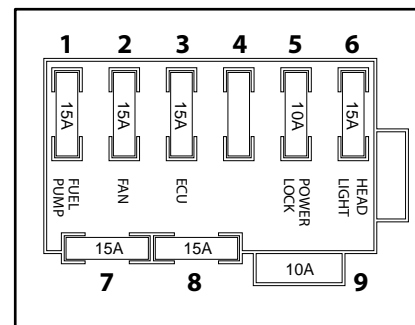 1 2 3 4 5 6
15A 15A 15A 10A 15A
FUEL PUMP FAN ECU POWER LOCK HEAD LIGHT
15A 15A 10A
7 8 9